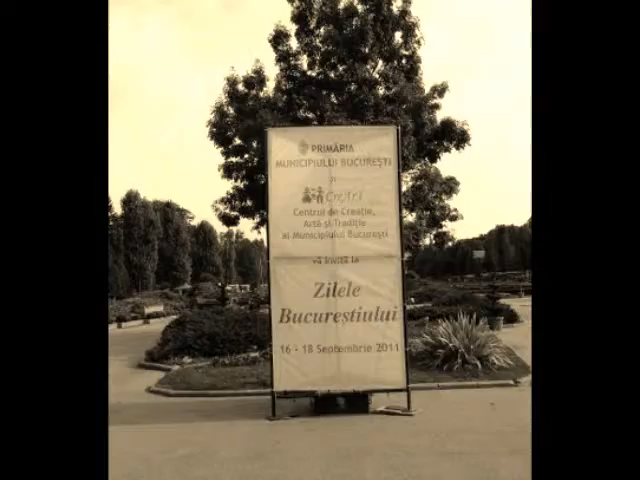 PRIMĂRIA
MUNICIPIULUI BUCUREȘTI
și
CreArt
Centrul de Creație,
Artă și Tradiție
al Municipiului București
vă invită la
Zilele
Bucureștiului
16 - 18 Septembrie 2011